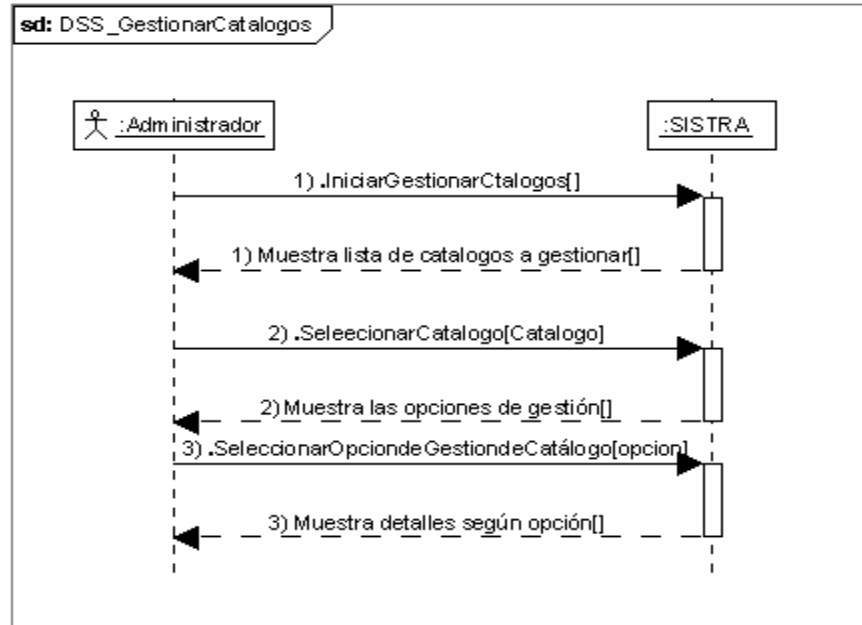 sd: DSS_GestionarCatalogos
:Administrador
:SISTRA
1) .IniciarGestionarCtalogos[]
1) Muestra lista de catalogos a gestionar[]
2) .SeleecionarCatalogo[Catalogo]
2) Muestra las opciones de gestión[]
3) .SeleccionarOpciondeGestiondeCatálogo[opcion]
3) Muestra detalles según opción[]